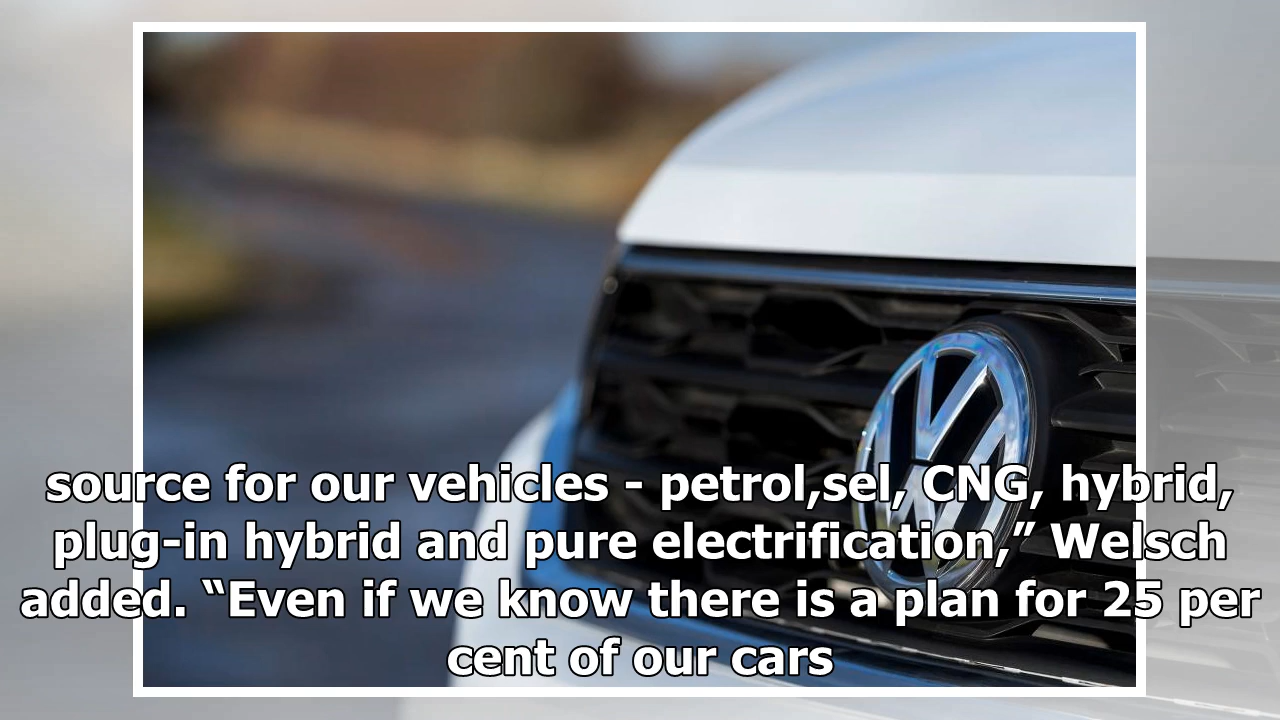 source for our vehicles - petrol,sel, CNG, hybrid,
plug-in hybrid and pure electrification,” Welsch
added. “Even if we know there is a plan for 25 per
cent of our cars